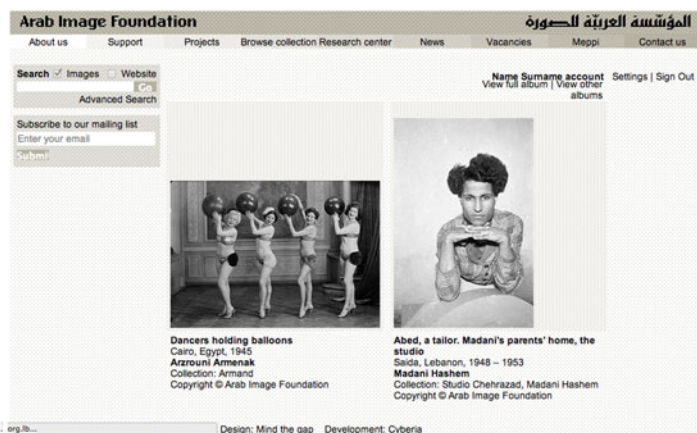 Arab Image Foundation
المؤسّسة العربيّة للصورة
About us Support Projects Browse collection Research center News Vacancies Meppi Contact us
Search Images Website
Go
Advanced Search
Subscribe to our mailing list
Enter your email
Submit
Name Surname account Settings | Sign Out
View full album | View other
albums
Dancers holding balloons
Cairo, Egypt, 1945
Arzrouni Armenak
Collection: Armand
Copyright © Arab Image Foundation
Abed, a tailor. Madani's parents' home, the
studio
Saida, Lebanon, 1948 – 1953
Madani Hashem
Collection: Studio Chehrazad, Madani Hashem
Copyright © Arab Image Foundation
org.lb...
Design: Mind the gap Development: Cyberia